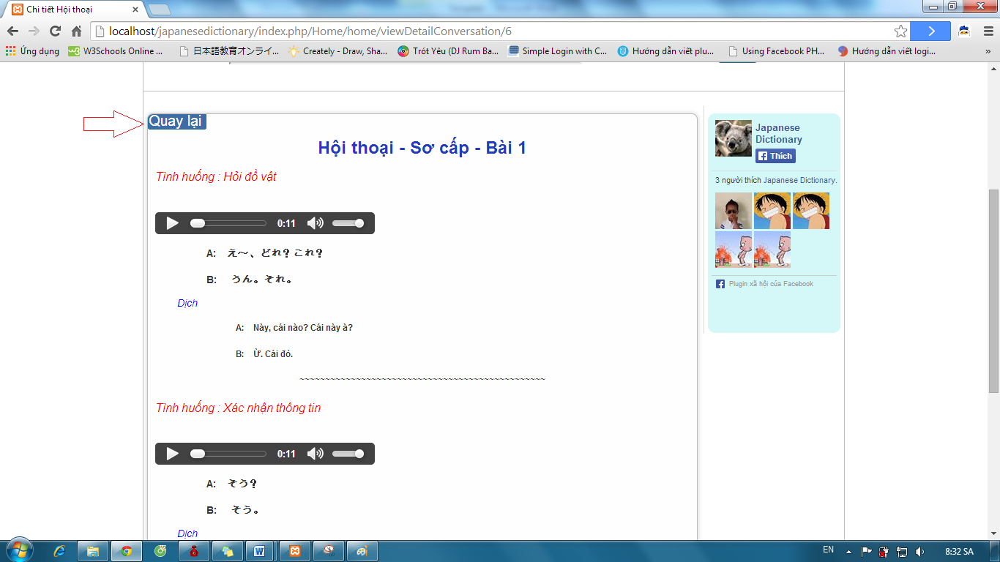 Chi tiết Hội thoại
localhost/japanesedictionary/index.php/Home/home/viewDetailConversation/6
Ứng dụng
W3Schools Online ...
日本語教育オンライ...
Creately - Draw, Sha...
Trót Yêu (DJ Rum Ba...
Simple Login with C...
Hướng dẫn viết plu...
Using Facebook PH...
Hướng dẫn viết logi...
»
Quay lại
Hội thoại - Sơ cấp - Bài 1
Tình huống : Hỏi đồ vật
0:11
A: え～、どれ？これ？
B: うん。それ。
Dịch
A: Này, cái nào? Cái này à?
B: Ừ. Cái đó.
~~~~~~~~~~~~~~~~~~~~~~~~~~~~~~~~~~~~~~~~~~~~~~~~
Tình huống : Xác nhận thông tin
0:11
A: そう？
B: そう。
Dịch
Japanese
Dictionary
Thích
3 người thích Japanese Dictionary.
Plugin xã hội của Facebook
EN
8:32 SA